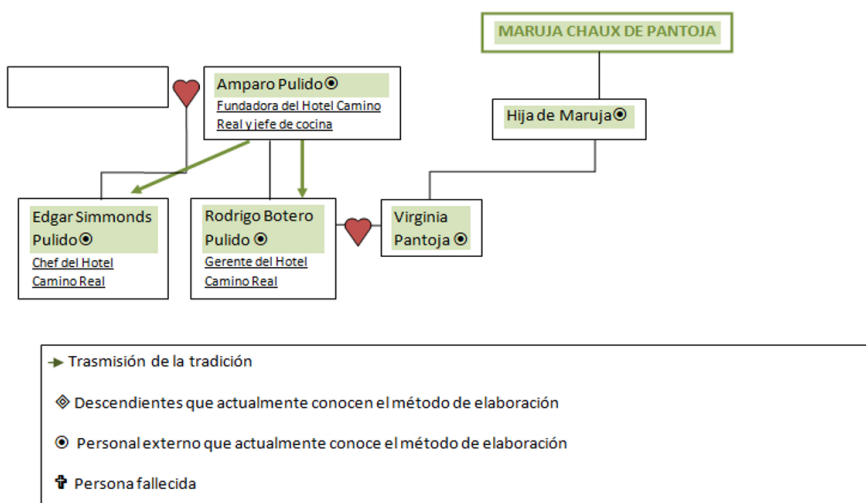 MARUJA CHAUX DE PANTOJA
Amparo Pulido
Fundadora del Hotel Camino
Real y jefe de cocina
Hija de Maruja
Edgar Simmonds
Pulido
Chef del Hotel
Camino Real
Rodrigo Botero
Pulido
Gerente del Hotel
Camino Real
Virginia
Pantoja
Trasmisión de la tradición
Descendientes que actualmente conocen el método de elaboración
Personal externo que actualmente conoce el método de elaboración
Persona fallecida